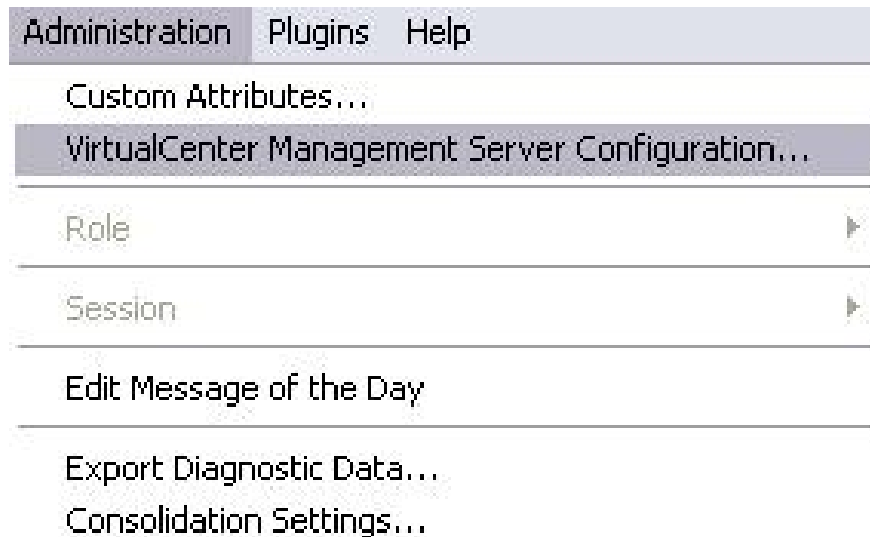 Administration Plugins Help
Custom Attributes...
VirtualCenter Management Server Configuration...
Role
Session
Edit Message of the Day
Export Diagnostic Data...
Consolidation Settings...